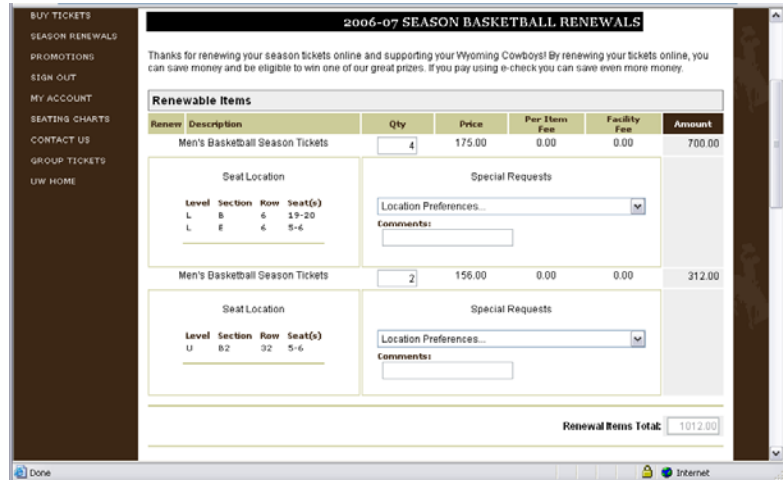 BUY TICKETS
SEASON RENEWALS
PROMOTIONS
SIGN OUT
MY ACCOUNT
SEATING CHARTS
CONTACT US
GROUP TICKETS
UW HOME
2006-07 SEASON BASKETBALL RENEWALS
Thanks for renewing your season tickets online and supporting your Wyoming Cowboys! By renewing your tickets online, you
can save money and be eligible to win one of our great prizes. If you pay using e-check you can save even more money.
Renewable Items
Renew Description Qty Price Per Item Fee Facility Fee Amount
Men's Basketball Season Tickets 4 175.00 0.00 0.00 700.00
Seat Location Special Requests
Level Section Row Seat(s)
L B 6 19-20
L E 6 5-6
Location Preferences...
Comments:
Men's Basketball Season Tickets 2 156.00 0.00 0.00 312.00
Seat Location Special Requests
Level Section Row Seat(s)
U B2 32 5-6
Location Preferences...
Comments:
Renewal Items Total: 1012.00
Done Internet